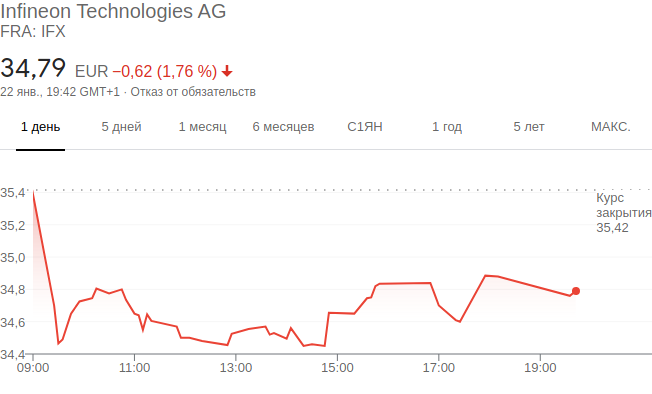 Infineon Technologies AG
FRA: IFX
34,79 EUR −0,62 (1,76 %)
22 янв., 19:42 GMT+1 · Отказ от обязательств
1 день 5 дней 1 месяц 6 месяцев С1ЯН 1 год 5 лет МАКС.
35,4
Курс
закрытия
35,42
35,2
35,0
34,8
34,6
34,4
09:00 11:00 13:00 15:00 17:00 19:00